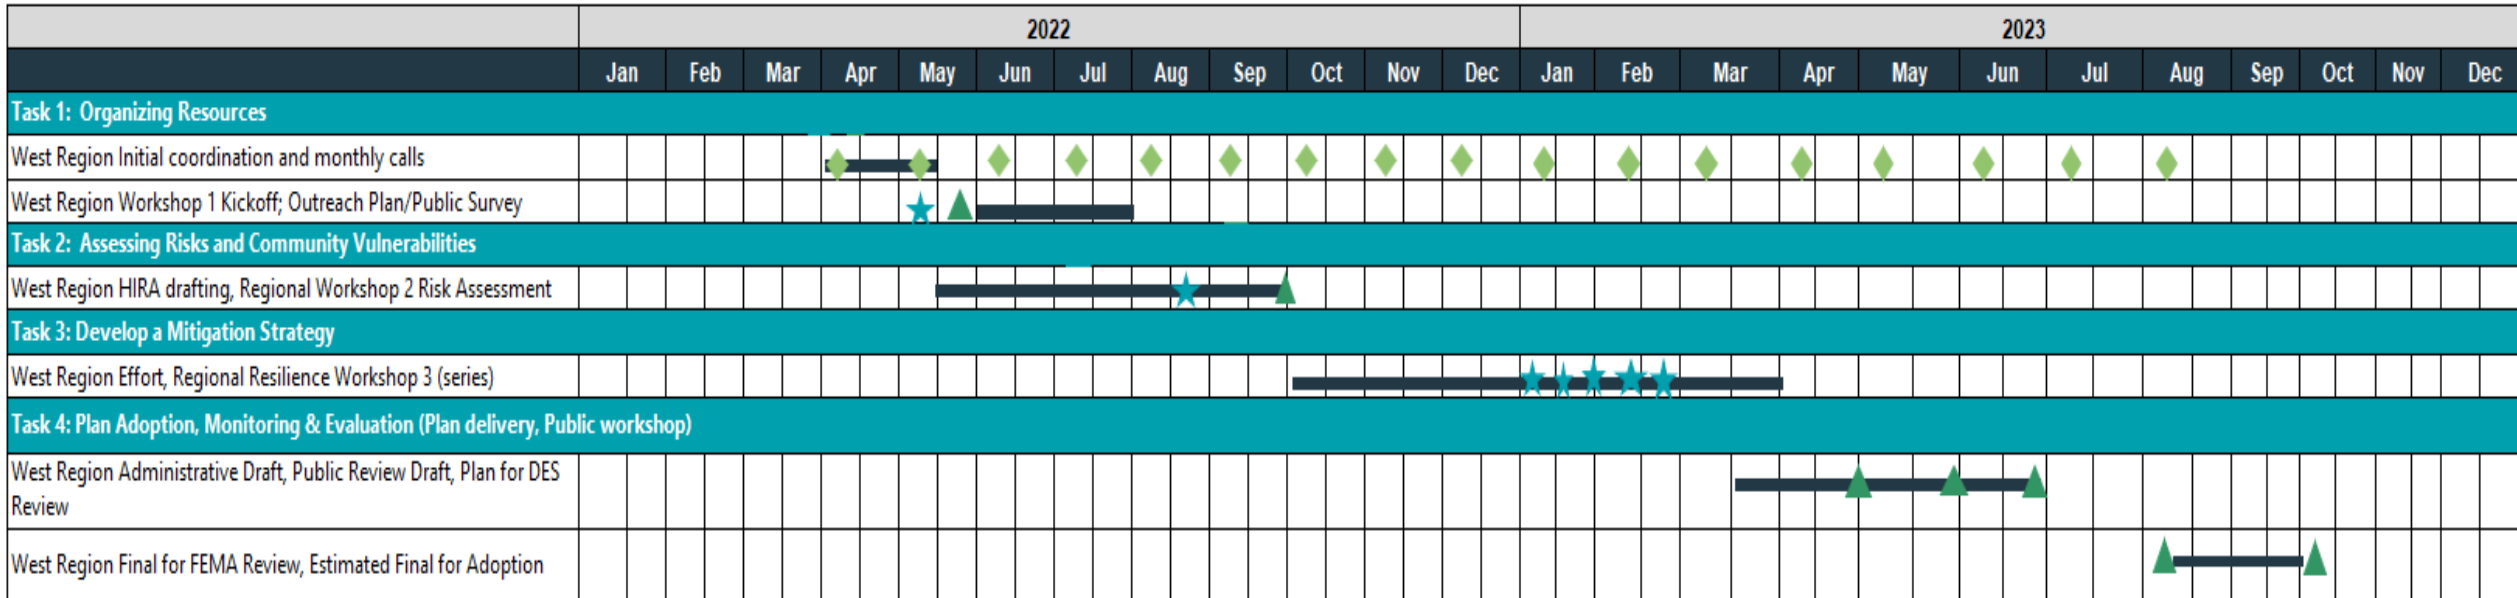 2022 2023
Jan Feb Mar Apr May Jun Jul Aug Sep Oct Nov Dec Jan Feb Mar Apr May Jun Jul Aug Sep Oct Nov Dec
Task 1: Organizing Resources
West Region Initial coordination and monthly calls
West Region Workshop 1 Kickoff; Outreach Plan/Public Survey
Task 2: Assessing Risks and Community Vulnerabilities
West Region HIRA drafting, Regional Workshop 2 Risk Assessment
Task 3: Develop a Mitigation Strategy
West Region Effort, Regional Resilience Workshop 3 (series)
Task 4: Plan Adoption, Monitoring & Evaluation (Plan delivery, Public workshop)
West Region Administrative Draft, Public Review Draft, Plan for DES
Review
West Region Final for FEMA Review, Estimated Final for Adoption